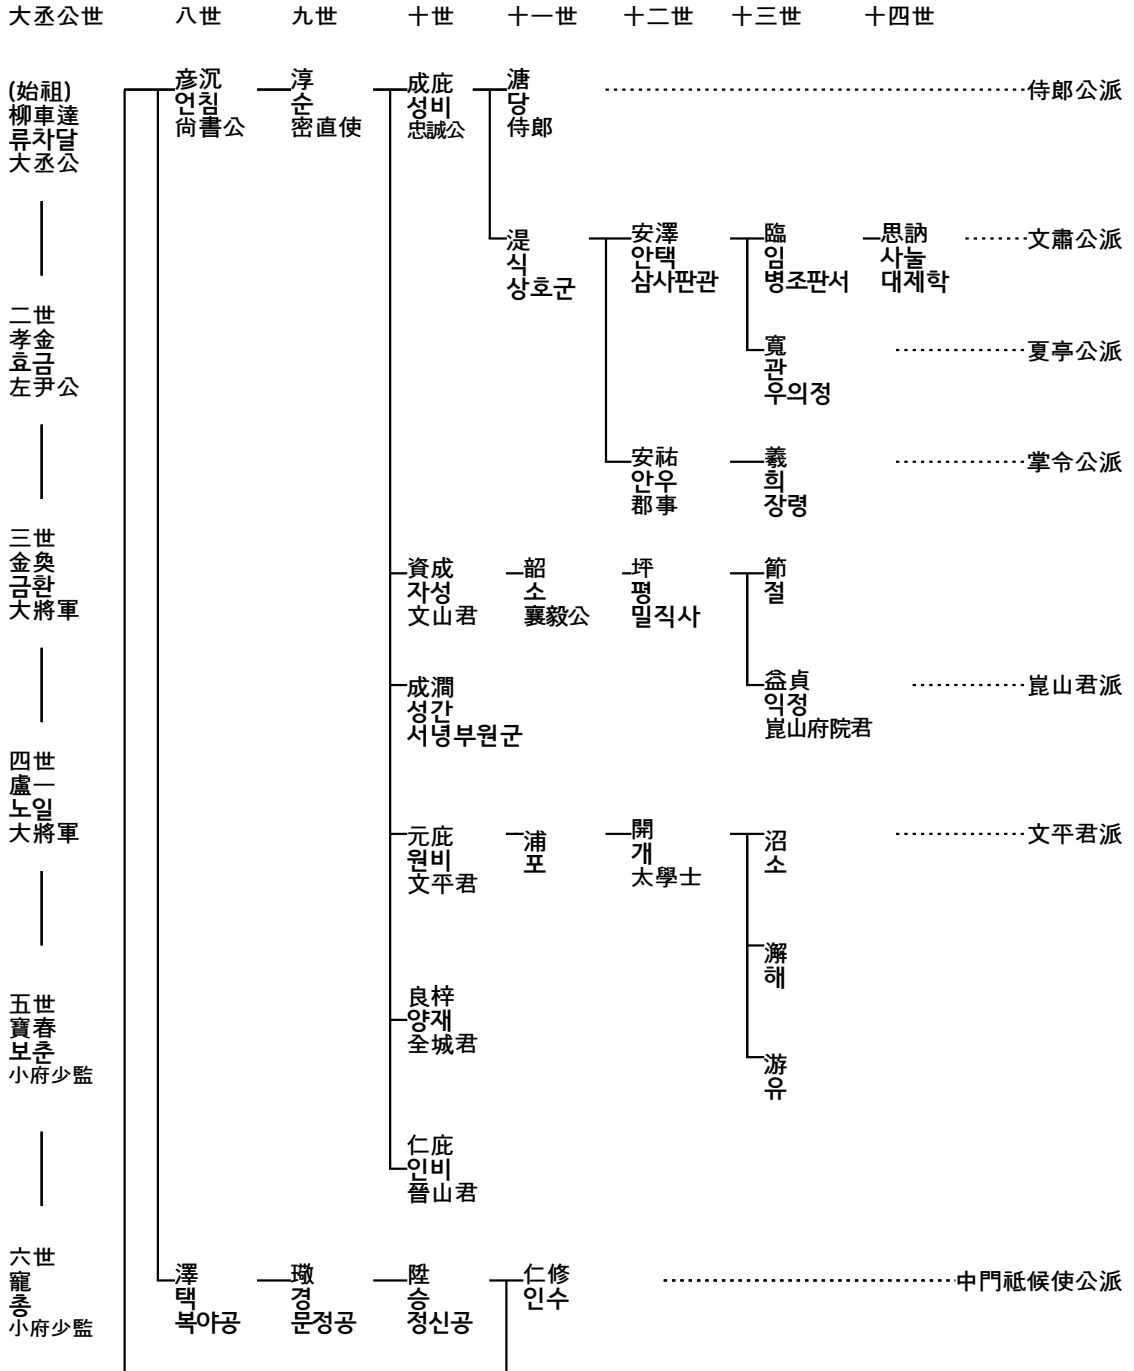 大丞公世 八世 九世 十世 十一世 十二世 十三世 十四世
(始祖)
柳車達
류차달
大丞公
彦沉
언침
尙書公
淳
순
密直使
成庇
성비
忠誠公
溏
당
侍郞
侍郞公派
湜
식
상호군
安澤
안택
삼사판관
臨
임
병조판서
思訥
사눌
대제학
文肅公派
二世
孝金
효금
左尹公
寬
관
우의정
夏亭公派
安祐
안우
郡事
羲
희
장령
掌令公派
三世
金奐
금환
大將軍
資成
자성
文山君
韶
소
襄毅公
坪
평
밀직사
節
절
成澗
성간
서녕부원군
益貞
익정
崑山府院君
崑山君派
四世
盧一
노일
大將軍
元庇
원비
文平君
浦
포
開
개
太學士
沼
소
文平君派
澥
해
五世
寶春
보춘
小府少監
良梓
양재
全城君
游
유
仁庇
인비
晉山君
六世
寵
총
小府少監
澤
택
복야공
璥
경
문정공
陞
승
정신공
仁修
인수
中門祗候使公派